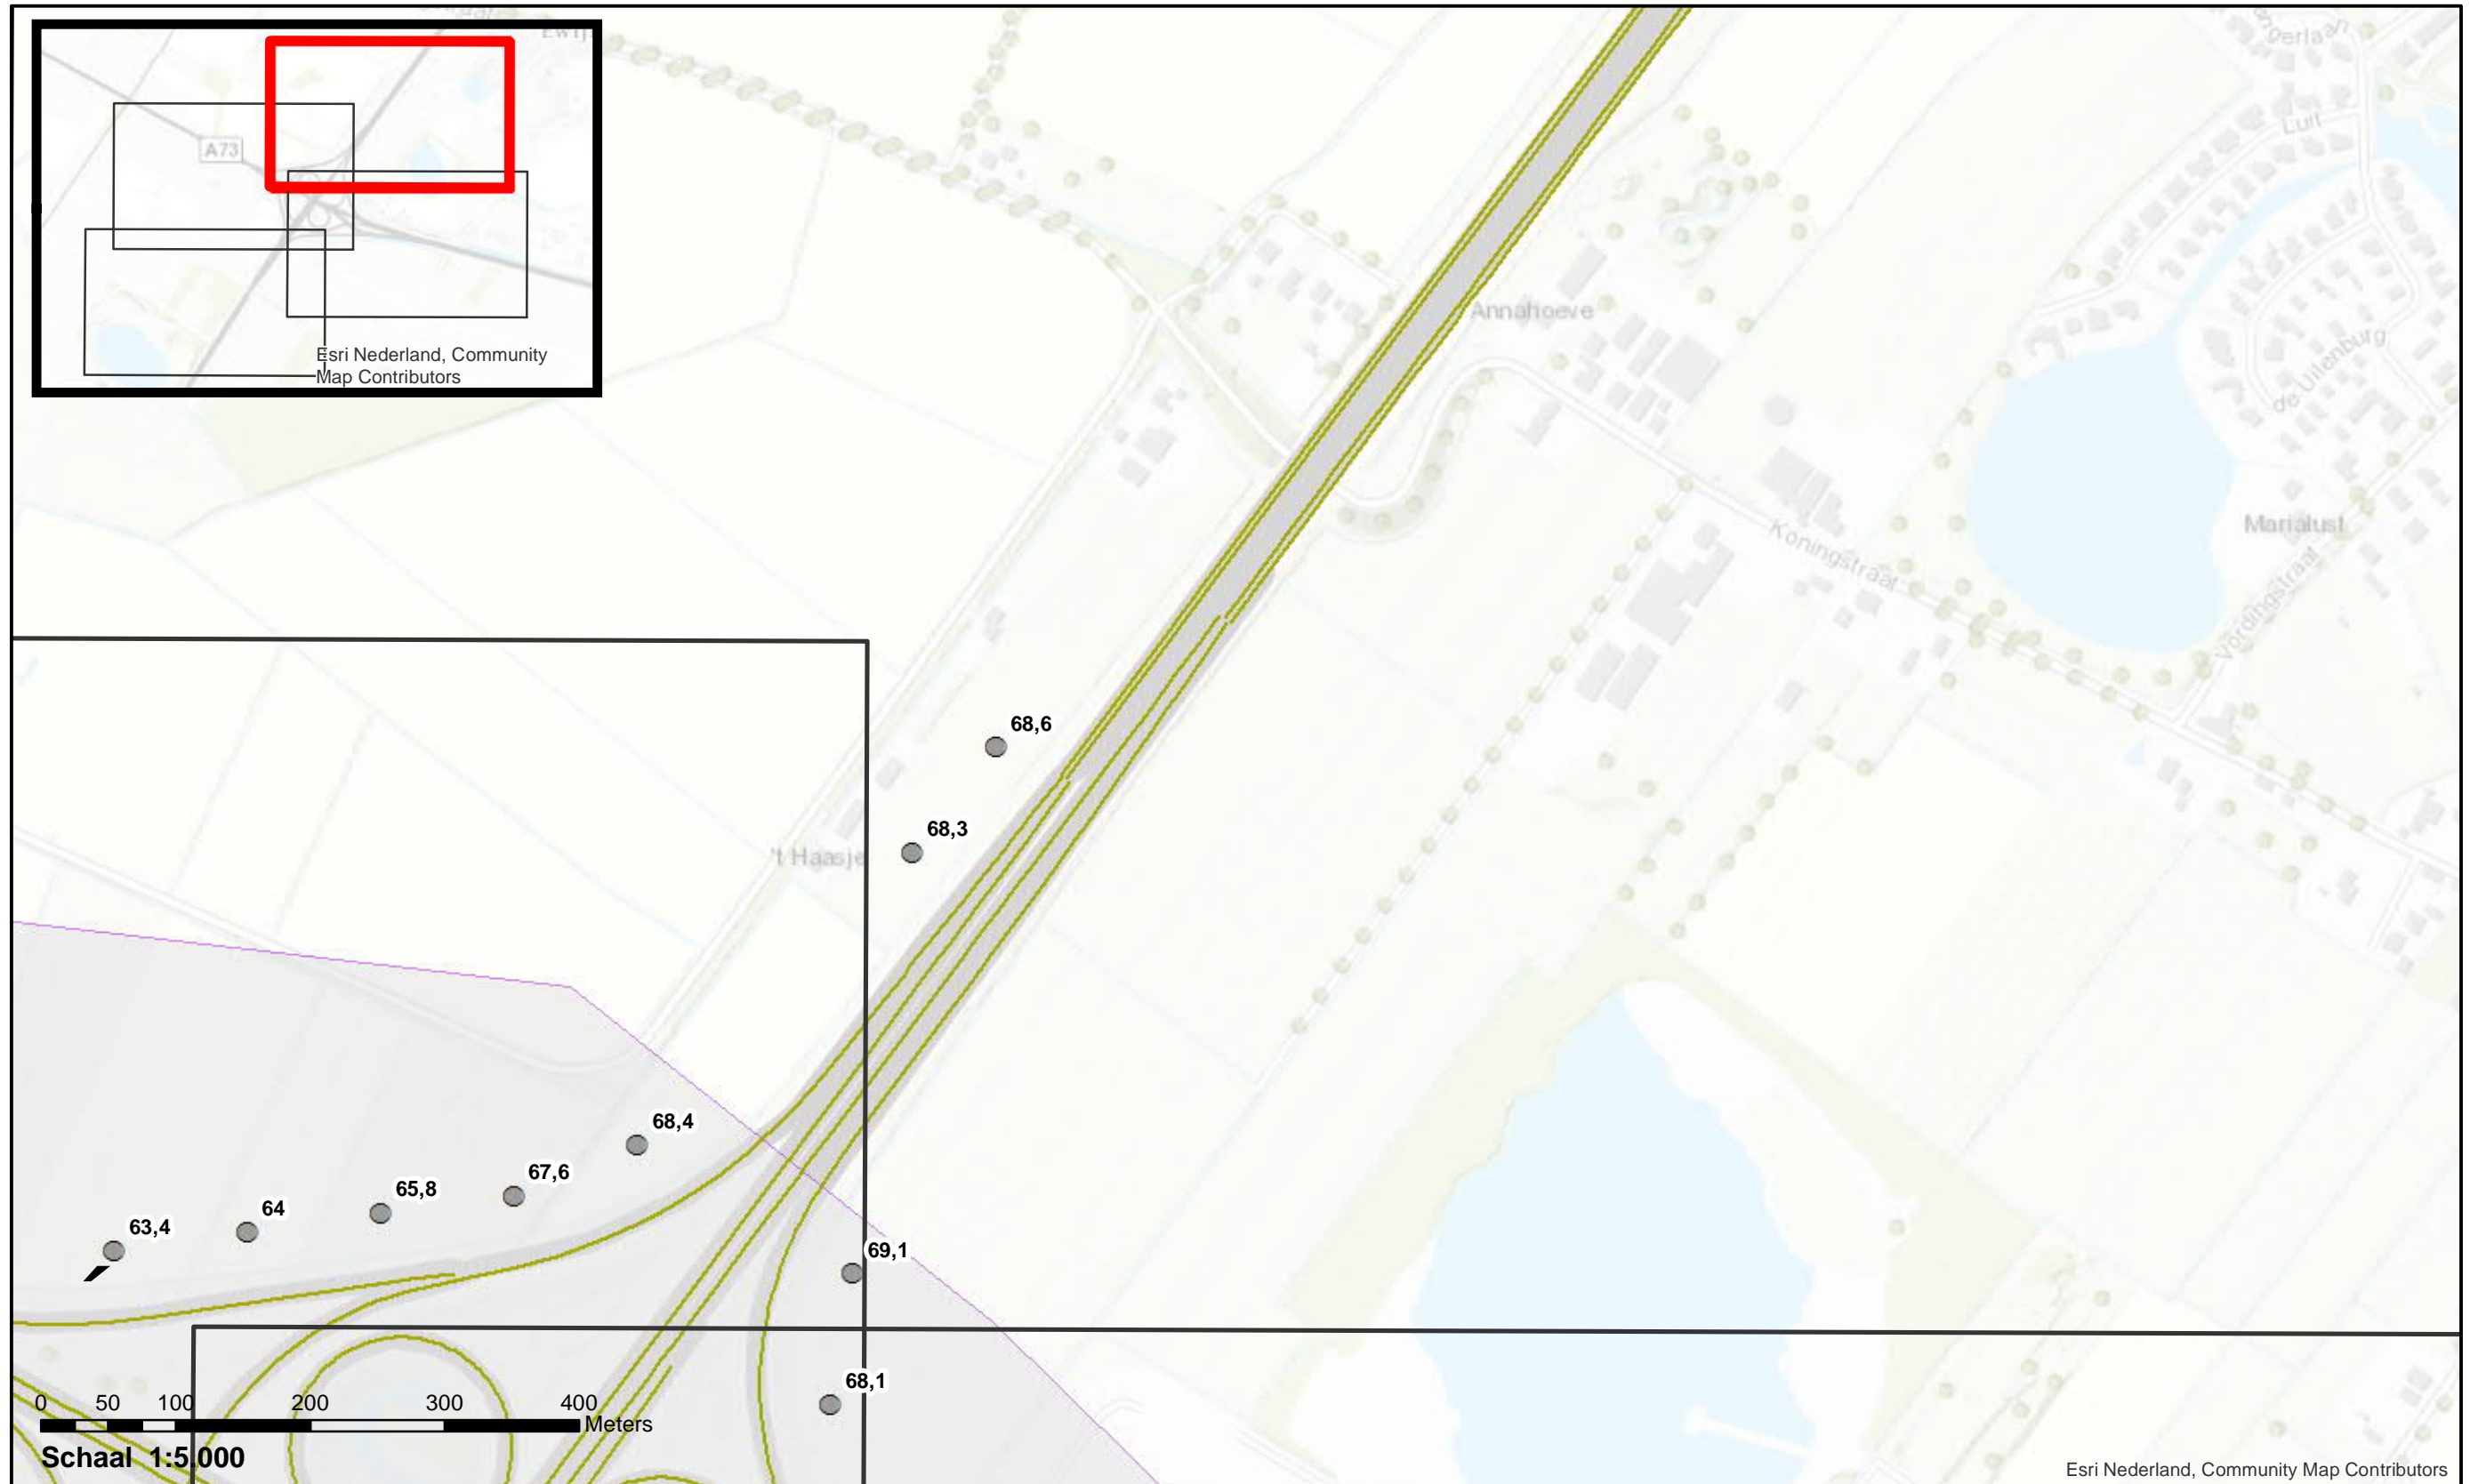 A73
Esri Nederland, Community
Map Contributors
Luit
Annahoeve
de Uilenburg
Marialust
Koningstraat
Vordingstraat
68,6
68,3
't Haasje
68,4
67,6
65,8
64
63,4
69,1
68,1
0 50 100 200 300 400
Meters
Schaal 1:5.000
Esri Nederland, Community Map Contributors